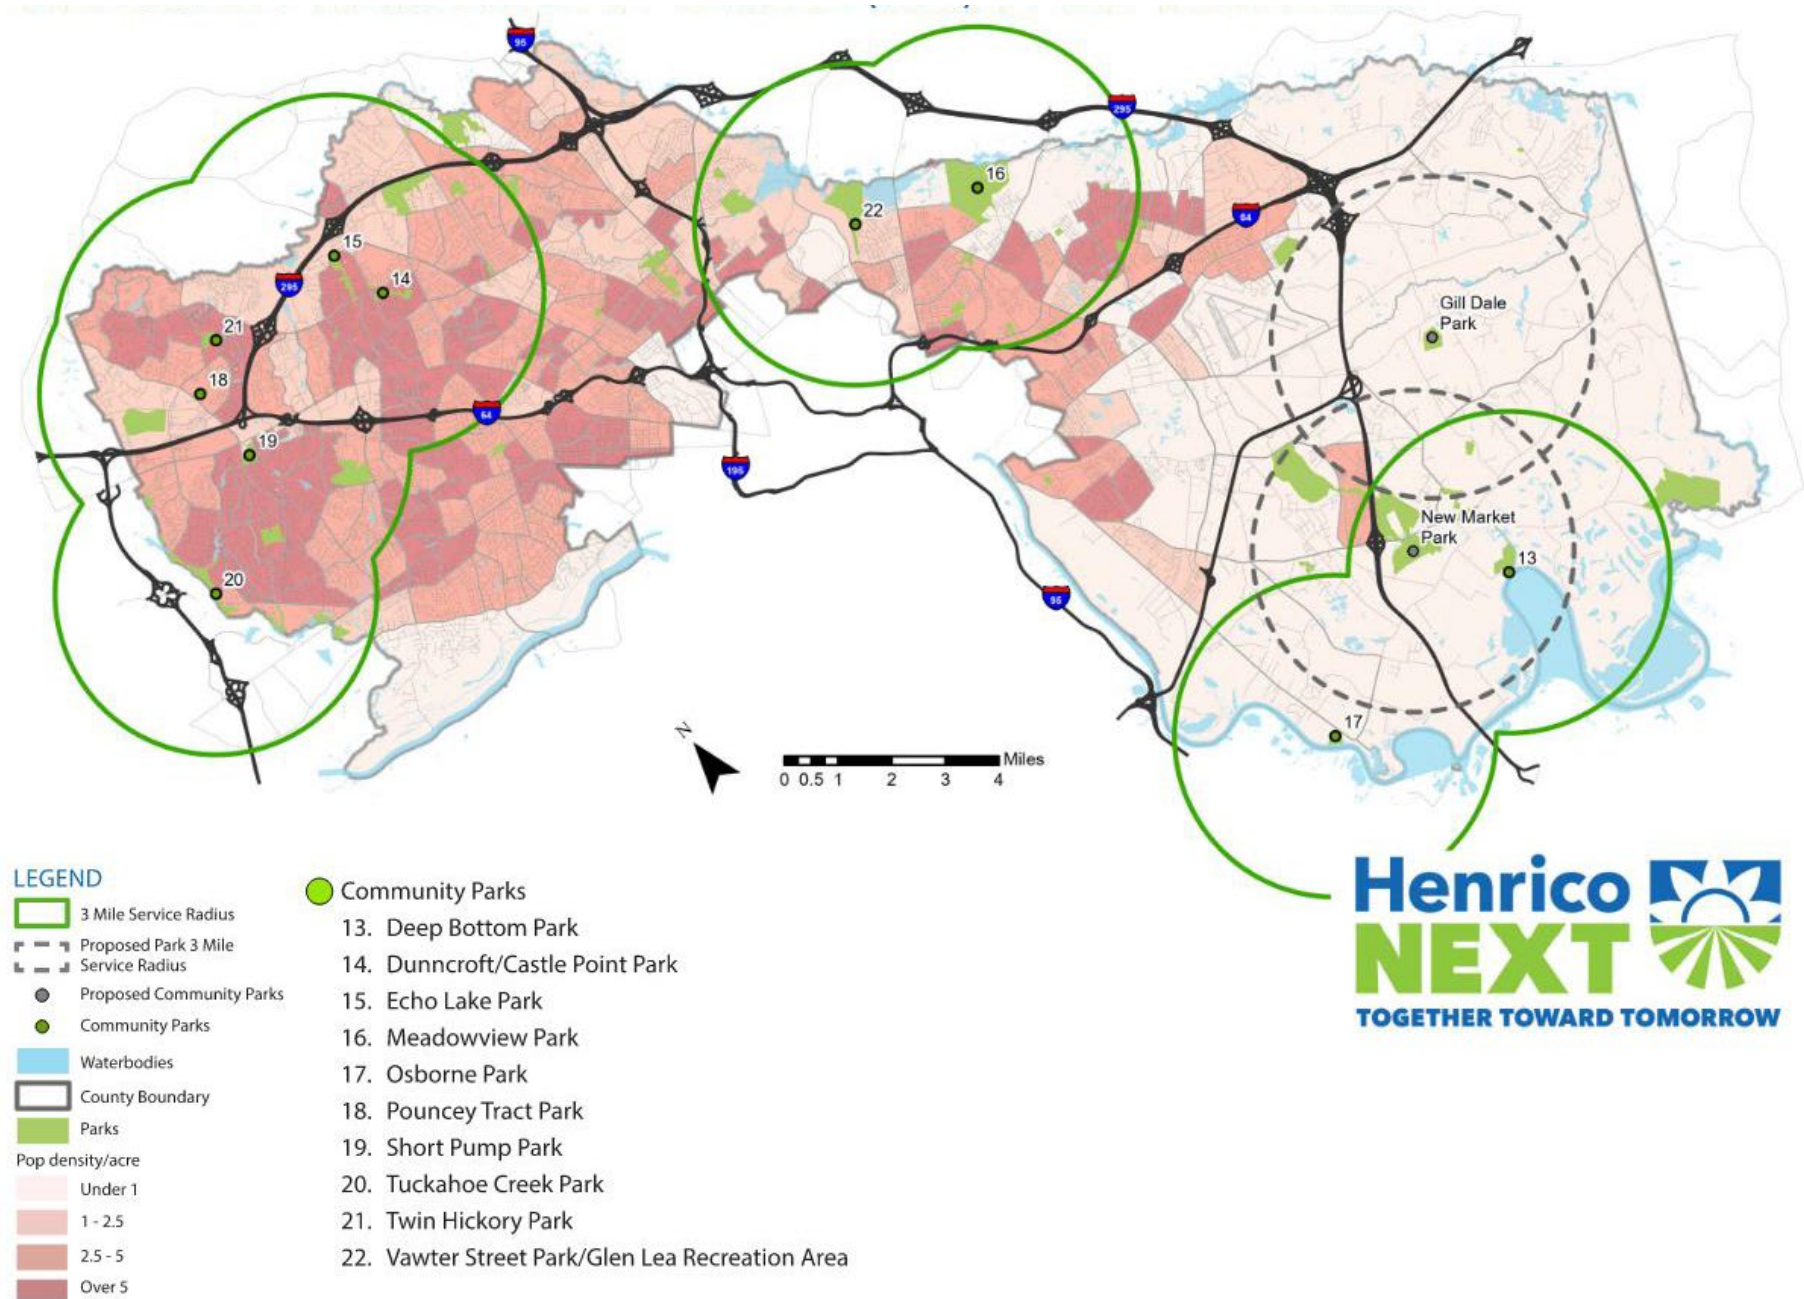 95
295
16
22
15
64
14
295
Gill Dale
Park
21
18
64
19
195
New Market
Park
13
20
95
17
N
Miles
0 0.5 1 2 3 4
LEGEND
3 Mile Service Radius
Proposed Park 3 Mile
Service Radius
Proposed Community Parks
Community Parks
Waterbodies
County Boundary
Parks
Pop density/acre
Under 1
1 - 2.5
2.5 - 5
Over 5
Community Parks
13. Deep Bottom Park
14. Dunncroft/Castle Point Park
15. Echo Lake Park
16. Meadowview Park
17. Osborne Park
18. Pouncey Tract Park
19. Short Pump Park
20. Tuckahoe Creek Park
21. Twin Hickory Park
22. Vawter Street Park/Glen Lea Recreation Area
Henrico
NEXT
TOGETHER TOWARD TOMORROW